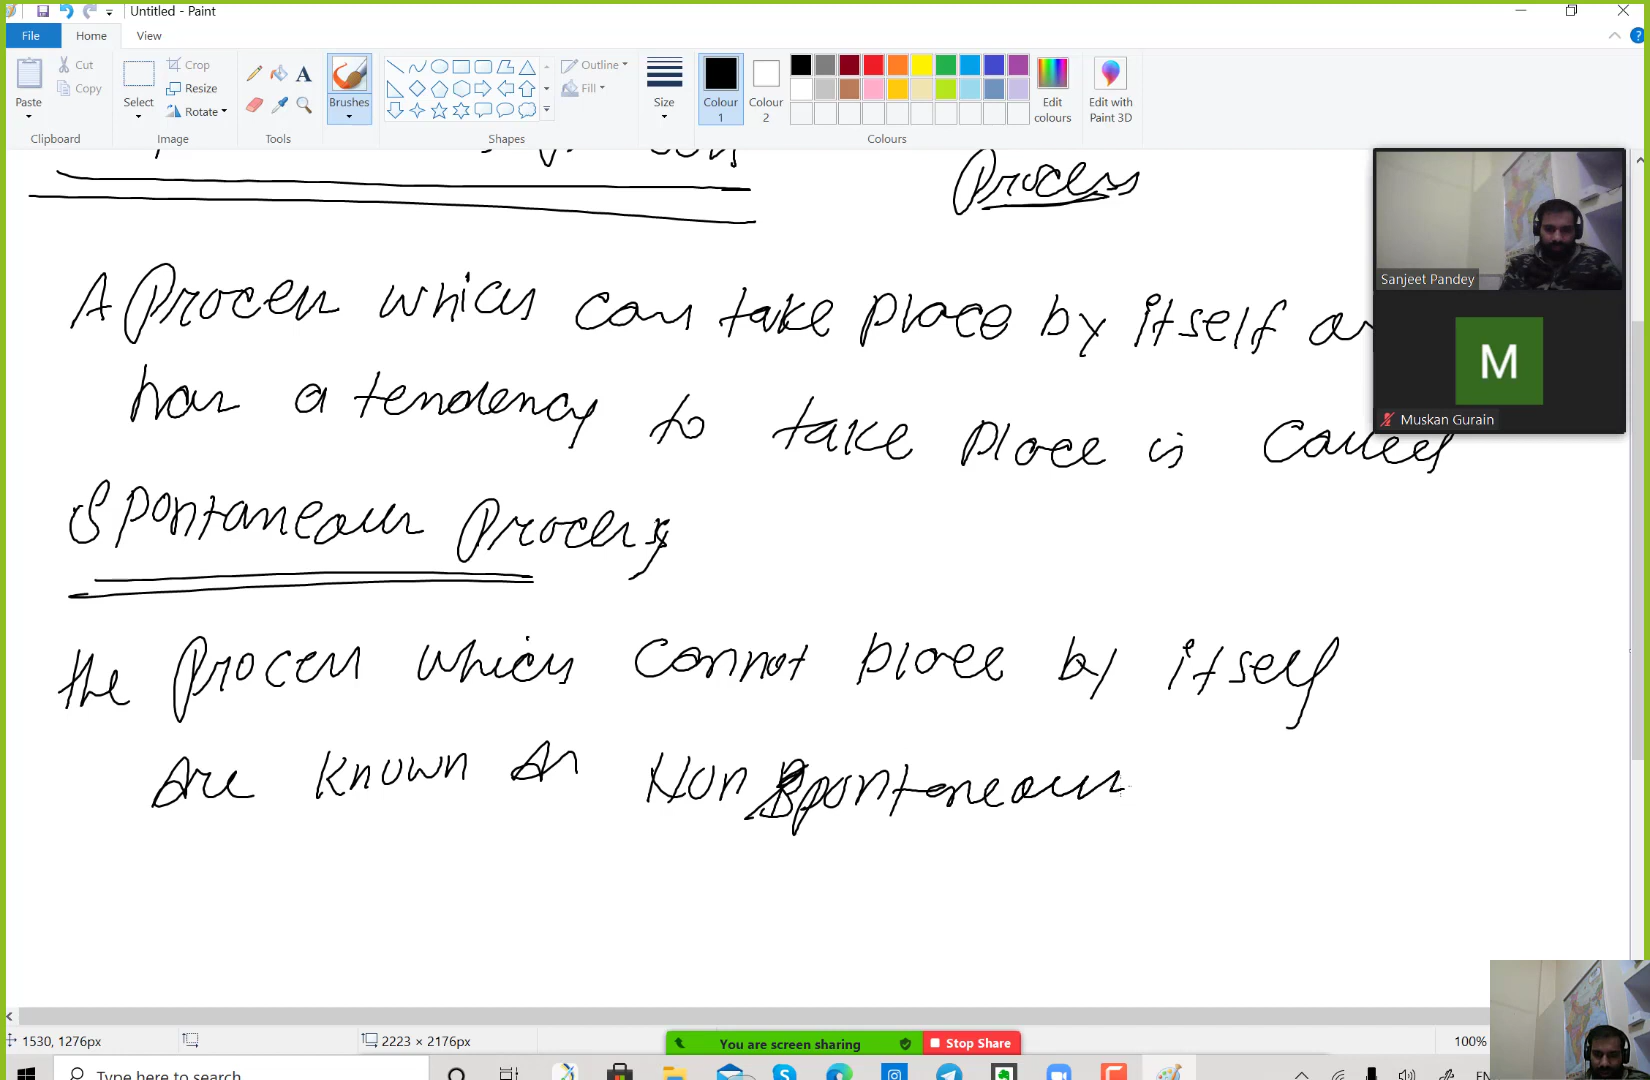 Untitled - Paint
File Home View
Paste Cut Copy Clipboard
Select Crop Resize Rotate Image
Tools
Brushes
Shapes Outline Fill
Size
Colour 1 Colour 2 Edit colours Edit with Paint 3D
Colours
Process
A Process which can take place by itself
has a tendency to take place is called
Spontaneous Process
the Process which cannot place by itself
Are known As Non Spontaneous
Sanjeet Pandey
M
Muskan Gurain
1530, 1276px 2223 × 2176px 100%
You are screen sharing Stop Share
Type here to search